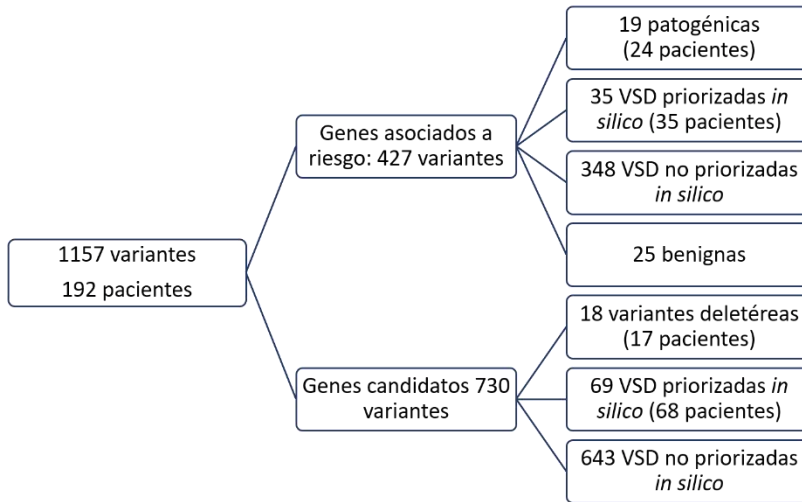 1157 variantes
192 pacientes
Genes asociados a
riesgo: 427 variantes
19 patogénicas
(24 pacientes)
35 VSD priorizadas in
silico (35 pacientes)
348 VSD no priorizadas
in silico
25 benignas
Genes candidatos 730
variantes
18 variantes deletéreas
(17 pacientes)
69 VSD priorizadas in
silico (68 pacientes)
643 VSD no priorizadas
in silico